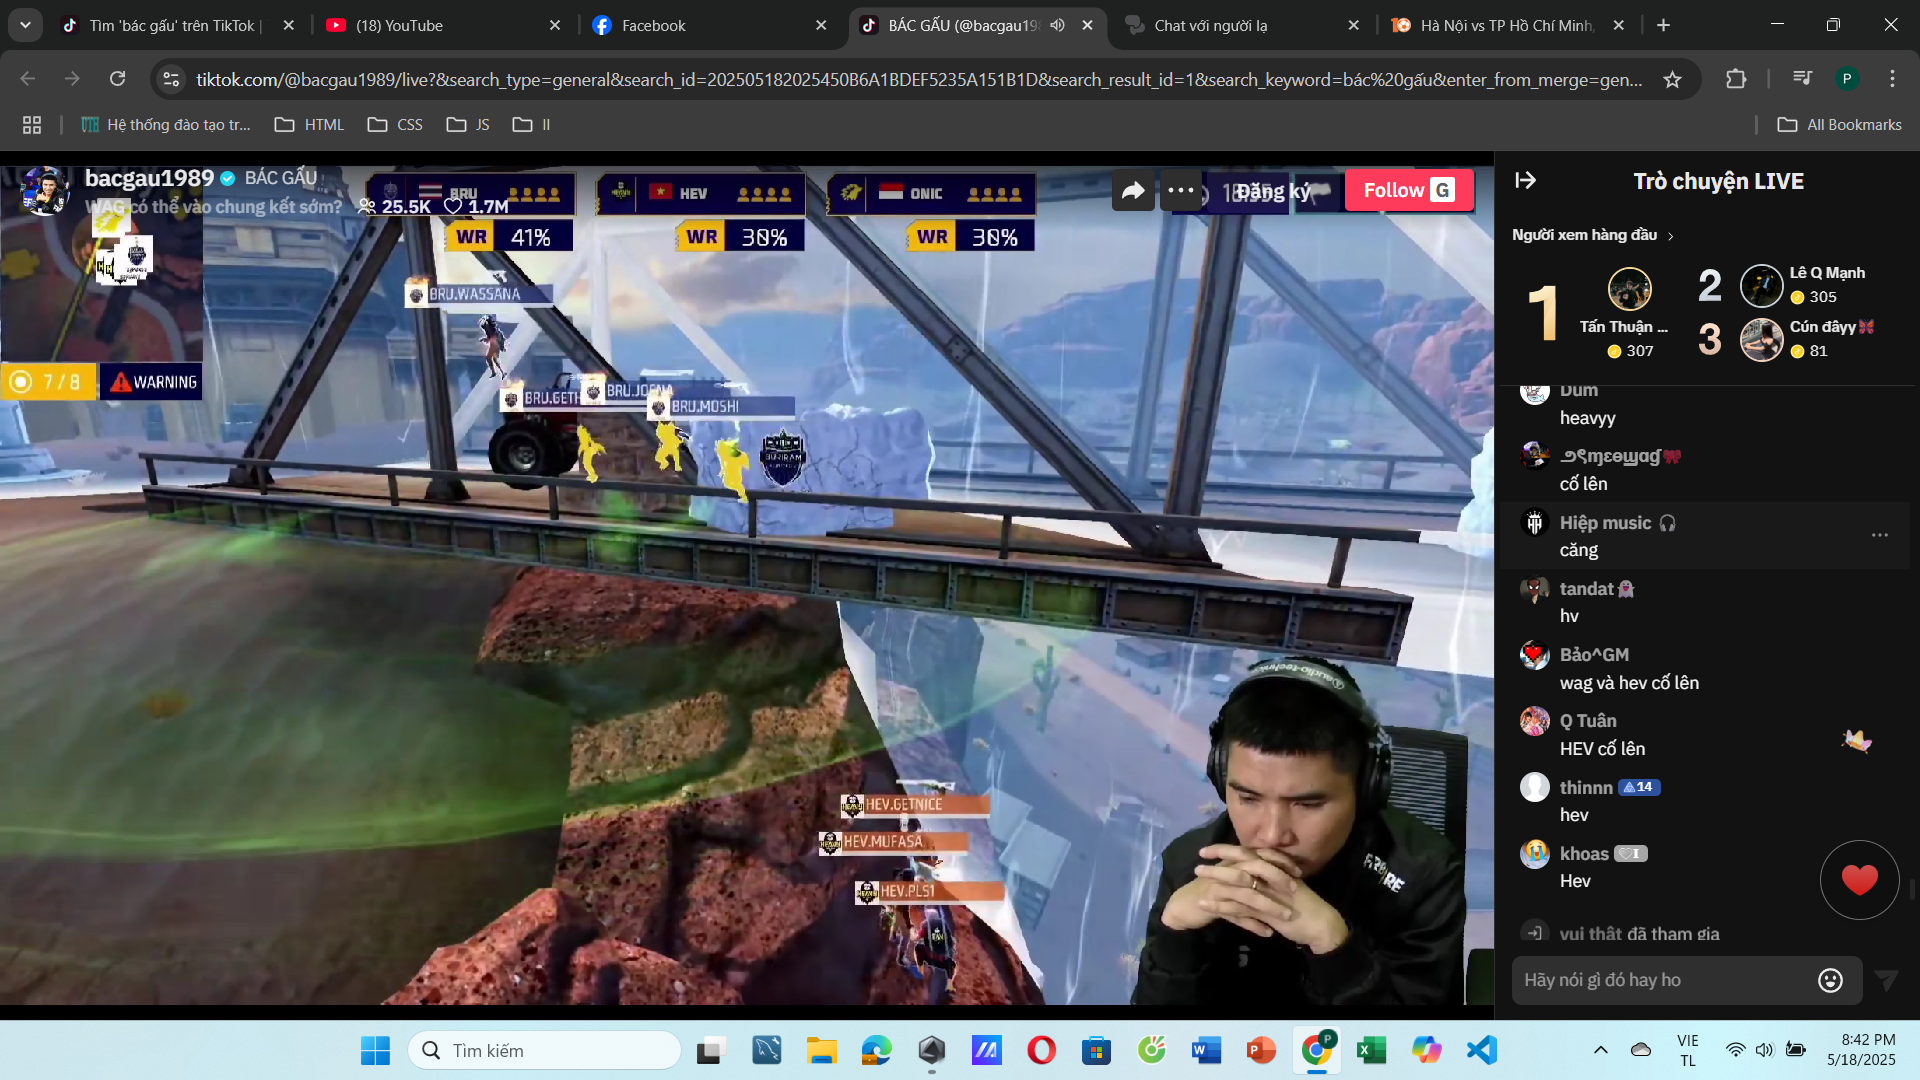 Tìm 'bác gấu' trên TikTok |
(18) YouTube
Facebook
BÁC GẤU (@bacgau198
Chat với người lạ
Hà Nội vs TP Hồ Chí Minh,
tiktok.com/@bacgau1989/live?&search_type=general&search_id=202505182025450B6A1BDEF5235A151B1D&search_result_id=1&search_keyword=bác%20gấu&enter_from_merge=gen...
P
Hệ thống đào tạo tr...
HTML
CSS
JS
II
All Bookmarks
bacgau1989 BÁC GẤU
WAG có thể vào chung kết sớm? 25.5K 1.7M
BRU
HEV
ONIC
Đăng ký
Follow G
WR 41%
WR 30%
WR 30%
7/8
WARNING
BRU.WASSANA
BRU.GETH
BRU.JOENA
BRU.MOSHI
BURIRAM
HEV.GETNICE
HEV.MUFASA
HEV.PLS1
audio-technica
Trò chuyện LIVE
Người xem hàng đầu
1
Tấn Thuận ...
307
2
Lê Q Mạnh
305
3
Cún đâyy
81
Dum
heavyy
cố lên
Hiệp music
căng
tandat
hv
Bảo^GM
wag và hev cố lên
Q Tuân
HEV cố lên
thinnn 14
hev
khoas I
Hev
vui thật đã tham gia
Hãy nói gì đó hay ho
Tìm kiếm
VIE
TL
8:42 PM
5/18/2025